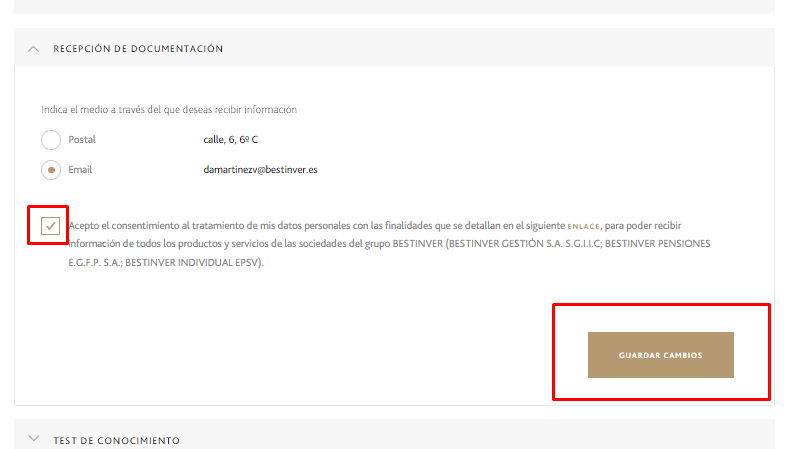 RECEPCIÓN DE DOCUMENTACIÓN
Indica el medio a través del que deseas recibir información
Postal calle, 6, 6º C
Email damartinezv@bestinver.es
Acepto el consentimiento al tratamiento de mis datos personales con las finalidades que se detallan en el siguiente ENLACE, para poder recibir
información de todos los productos y servicios de las sociedades del grupo BESTINVER (BESTINVER GESTIÓN S.A. S.G.I.I.C; BESTINVER PENSIONES
E.G.F.P. S.A.; BESTINVER INDIVIDUAL EPSV).
GUARDAR CAMBIOS
TEST DE CONOCIMIENTO